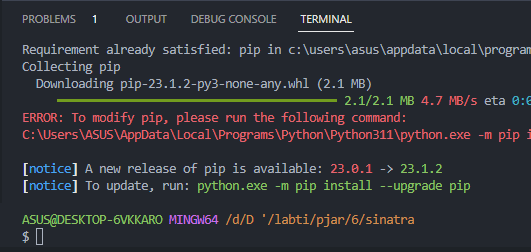 PROBLEMS 1 OUTPUT DEBUG CONSOLE TERMINAL
Requirement already satisfied: pip in c:\users\asus\appdata\local\program
Collecting pip
Downloading pip-23.1.2-py3-none-any.whl (2.1 MB)
2.1/2.1 MB 4.7 MB/s eta 0:0
ERROR: To modify pip, please run the following command:
C:\Users\ASUS\AppData\Local\Programs\Python\Python311\python.exe -m pip i
[notice] A new release of pip is available: 23.0.1 -> 23.1.2
[notice] To update, run: python.exe -m pip install --upgrade pip
ASUS@DESKTOP-6VKKARO MINGW64 /d/D '/labti/pjar/6/sinatra
$